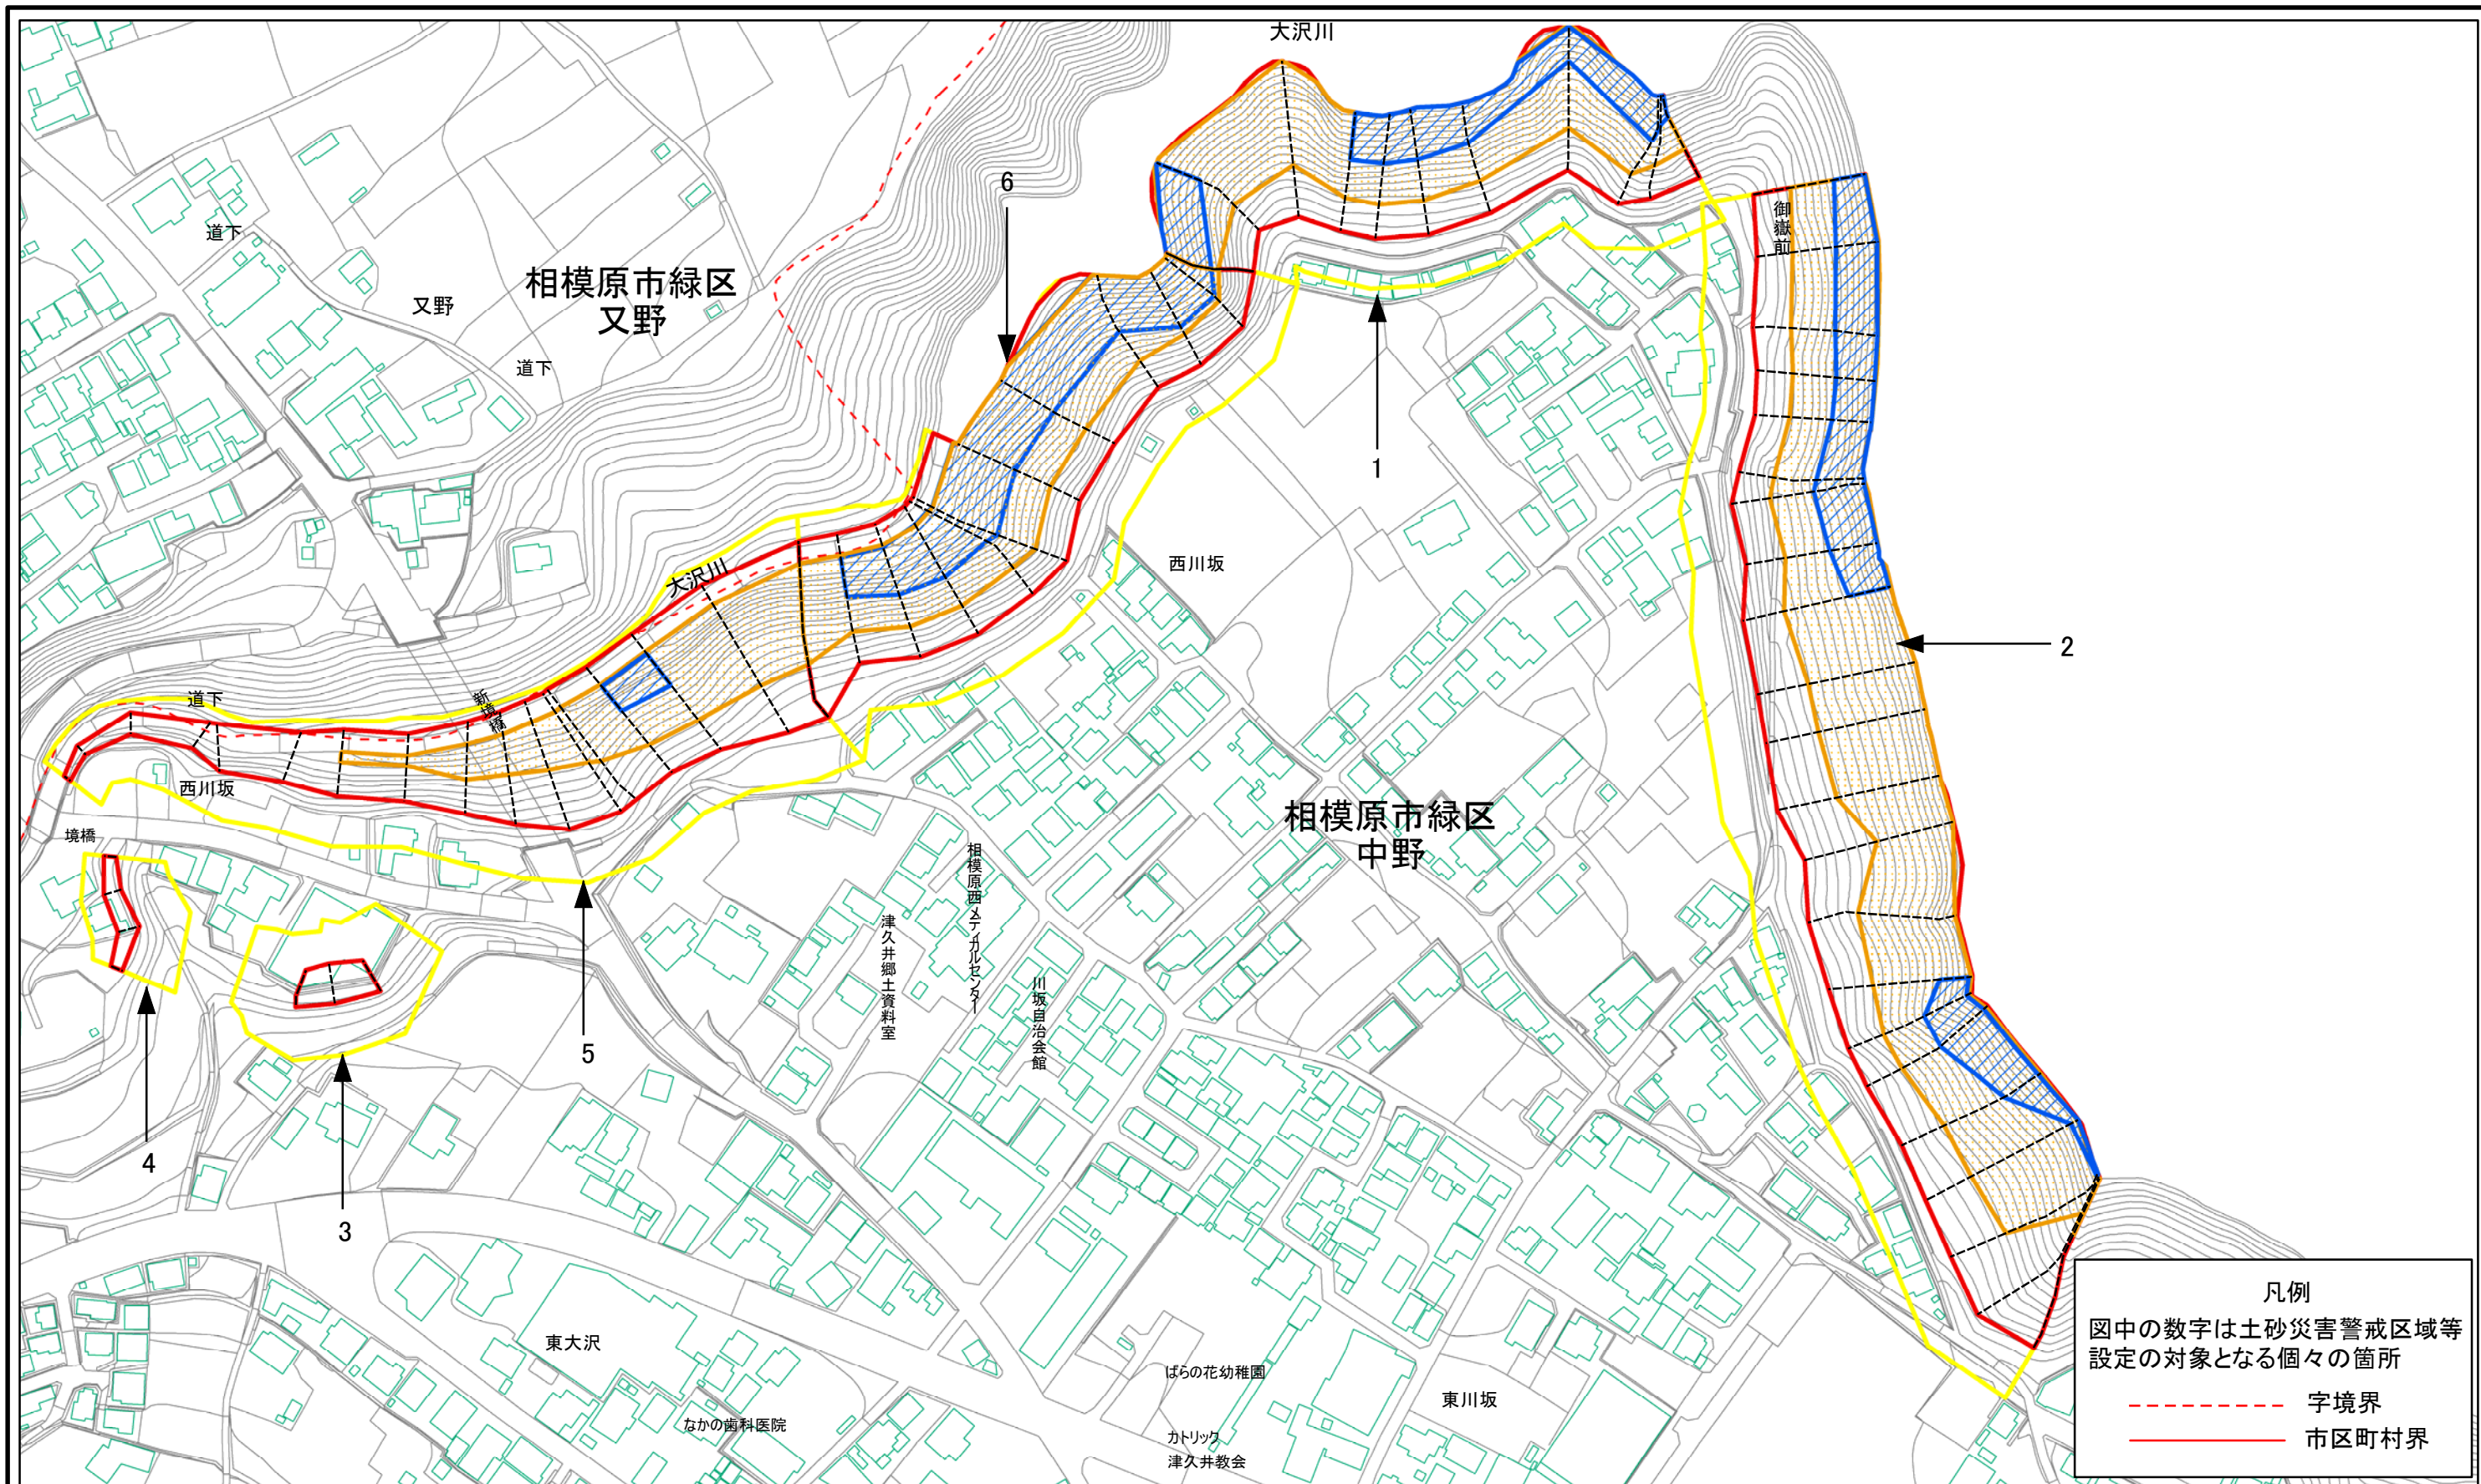 大沢川
6
御嶽前
道下
相模原市緑区
又野
又野
道下
1
西川坂
大沢川
2
道下
新境橋
西川坂
相模原市緑区
中野
境橋
相模原西メディカルセンター
津久井郷土資料室
川坂自治会館
5
4
3
東大沢
ばらの花幼稚園
東川坂
なかの歯科医院
カトリック
津久井教会
凡例
図中の数字は土砂災害警戒区域等
設定の対象となる個々の箇所
字境界
市区町村界